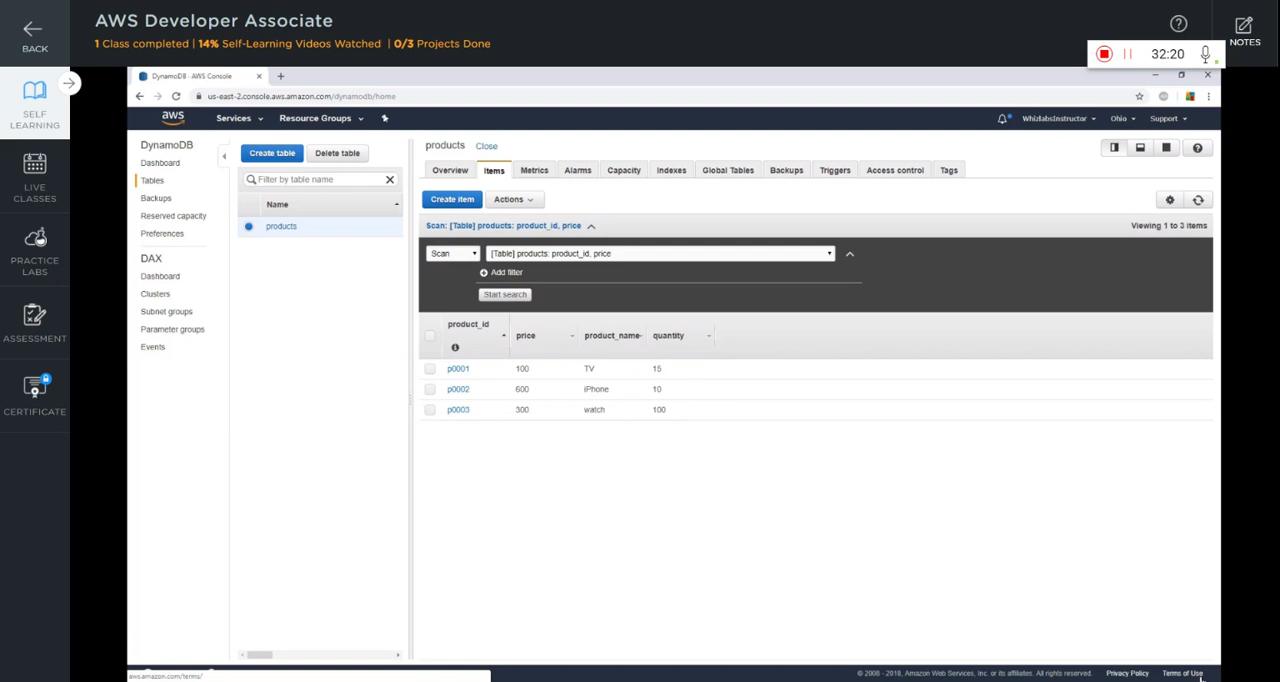 AWS Developer Associate
1 Class completed | 14% Self-Learning Videos Watched | 0/3 Projects Done
BACK
NOTES
32:20
SELF
LEARNING
LIVE
CLASSES
PRACTICE
LABS
ASSESSMENT
CERTIFICATE
DynamoDB - AWS Console
us-east-2.console.aws.amazon.com/dynamodb/home
aws
Services
Resource Groups
WhizlabsInstructor
Ohio
Support
DynamoDB
Dashboard
Tables
Backups
Reserved capacity
Preferences
DAX
Dashboard
Clusters
Subnet groups
Parameter groups
Events
Create table
Delete table
Filter by table name
Name
products
products Close
Overview Items Metrics Alarms Capacity Indexes Global Tables Backups Triggers Access control Tags
Create item
Actions
Scan: [Table] products: product_id, price
Viewing 1 to 3 items
Scan
[Table] products: product_id, price
Add filter
Start search
product_id price product_name quantity
p0001 100 TV 15
p0002 600 iPhone 10
p0003 300 watch 100
aws.amazon.com/terms/
© 2008 - 2018, Amazon Web Services, Inc. or its affiliates. All rights reserved. Privacy Policy Terms of Use